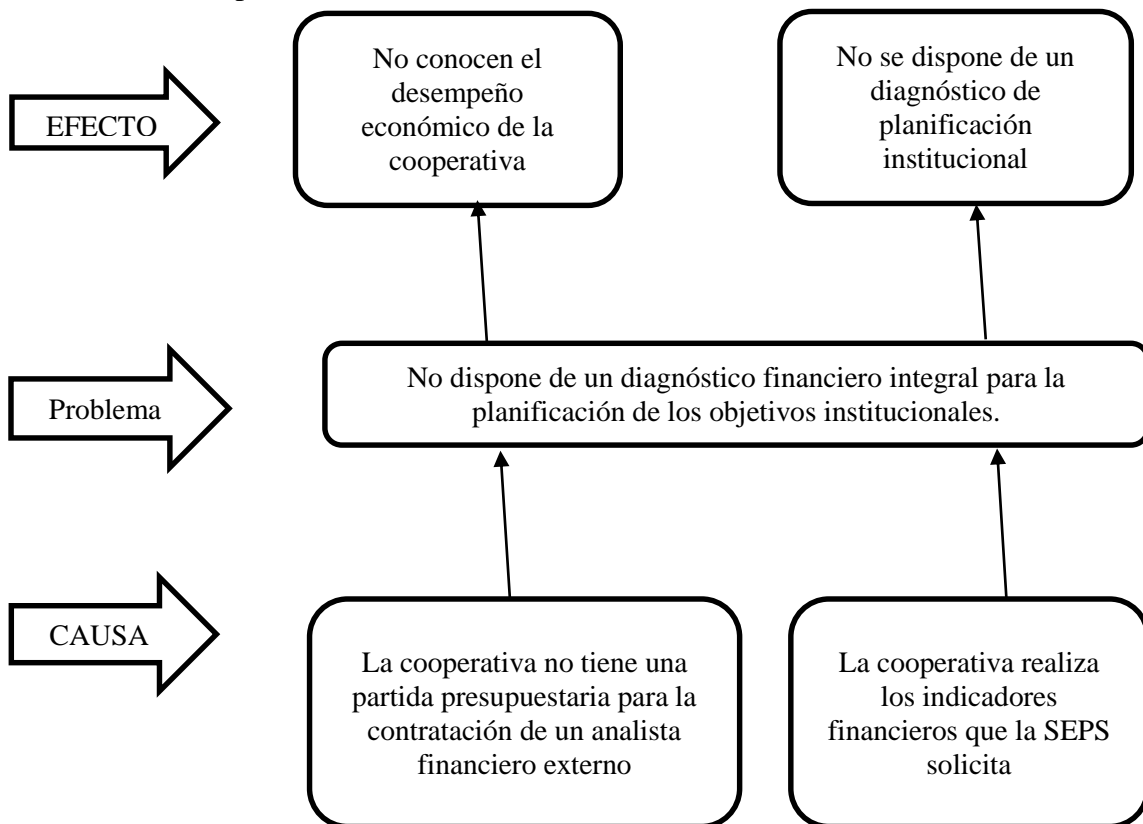 No conocen el
desempeño
económico de la
cooperativa
No se dispone de un
diagnóstico de
planificación
institucional
EFECTO
No dispone de un diagnóstico financiero integral para la
planificación de los objetivos institucionales.
Problema
La cooperativa no tiene una
partida presupuestaria para la
contratación de un analista
financiero externo
La cooperativa realiza
los indicadores
financieros que la SEPS
solicita
CAUSA